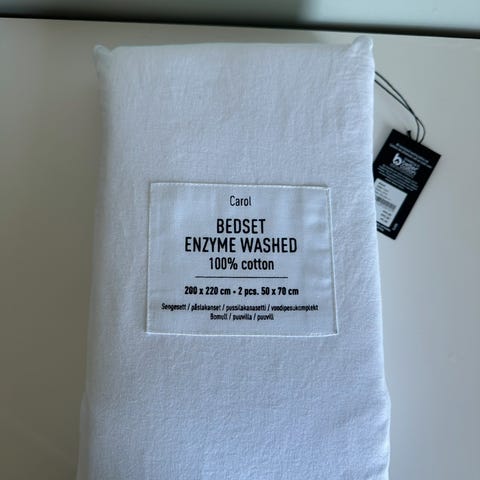 Carol
BEDSET
ENZYME WASHED
100% cotton
200 x 220 cm - 2 pcs. 50 x 70 cm
Sengesett / påslakanset / pussilakanasetti / voodipesukomplekt
Bomull / puuvilla / puuvill